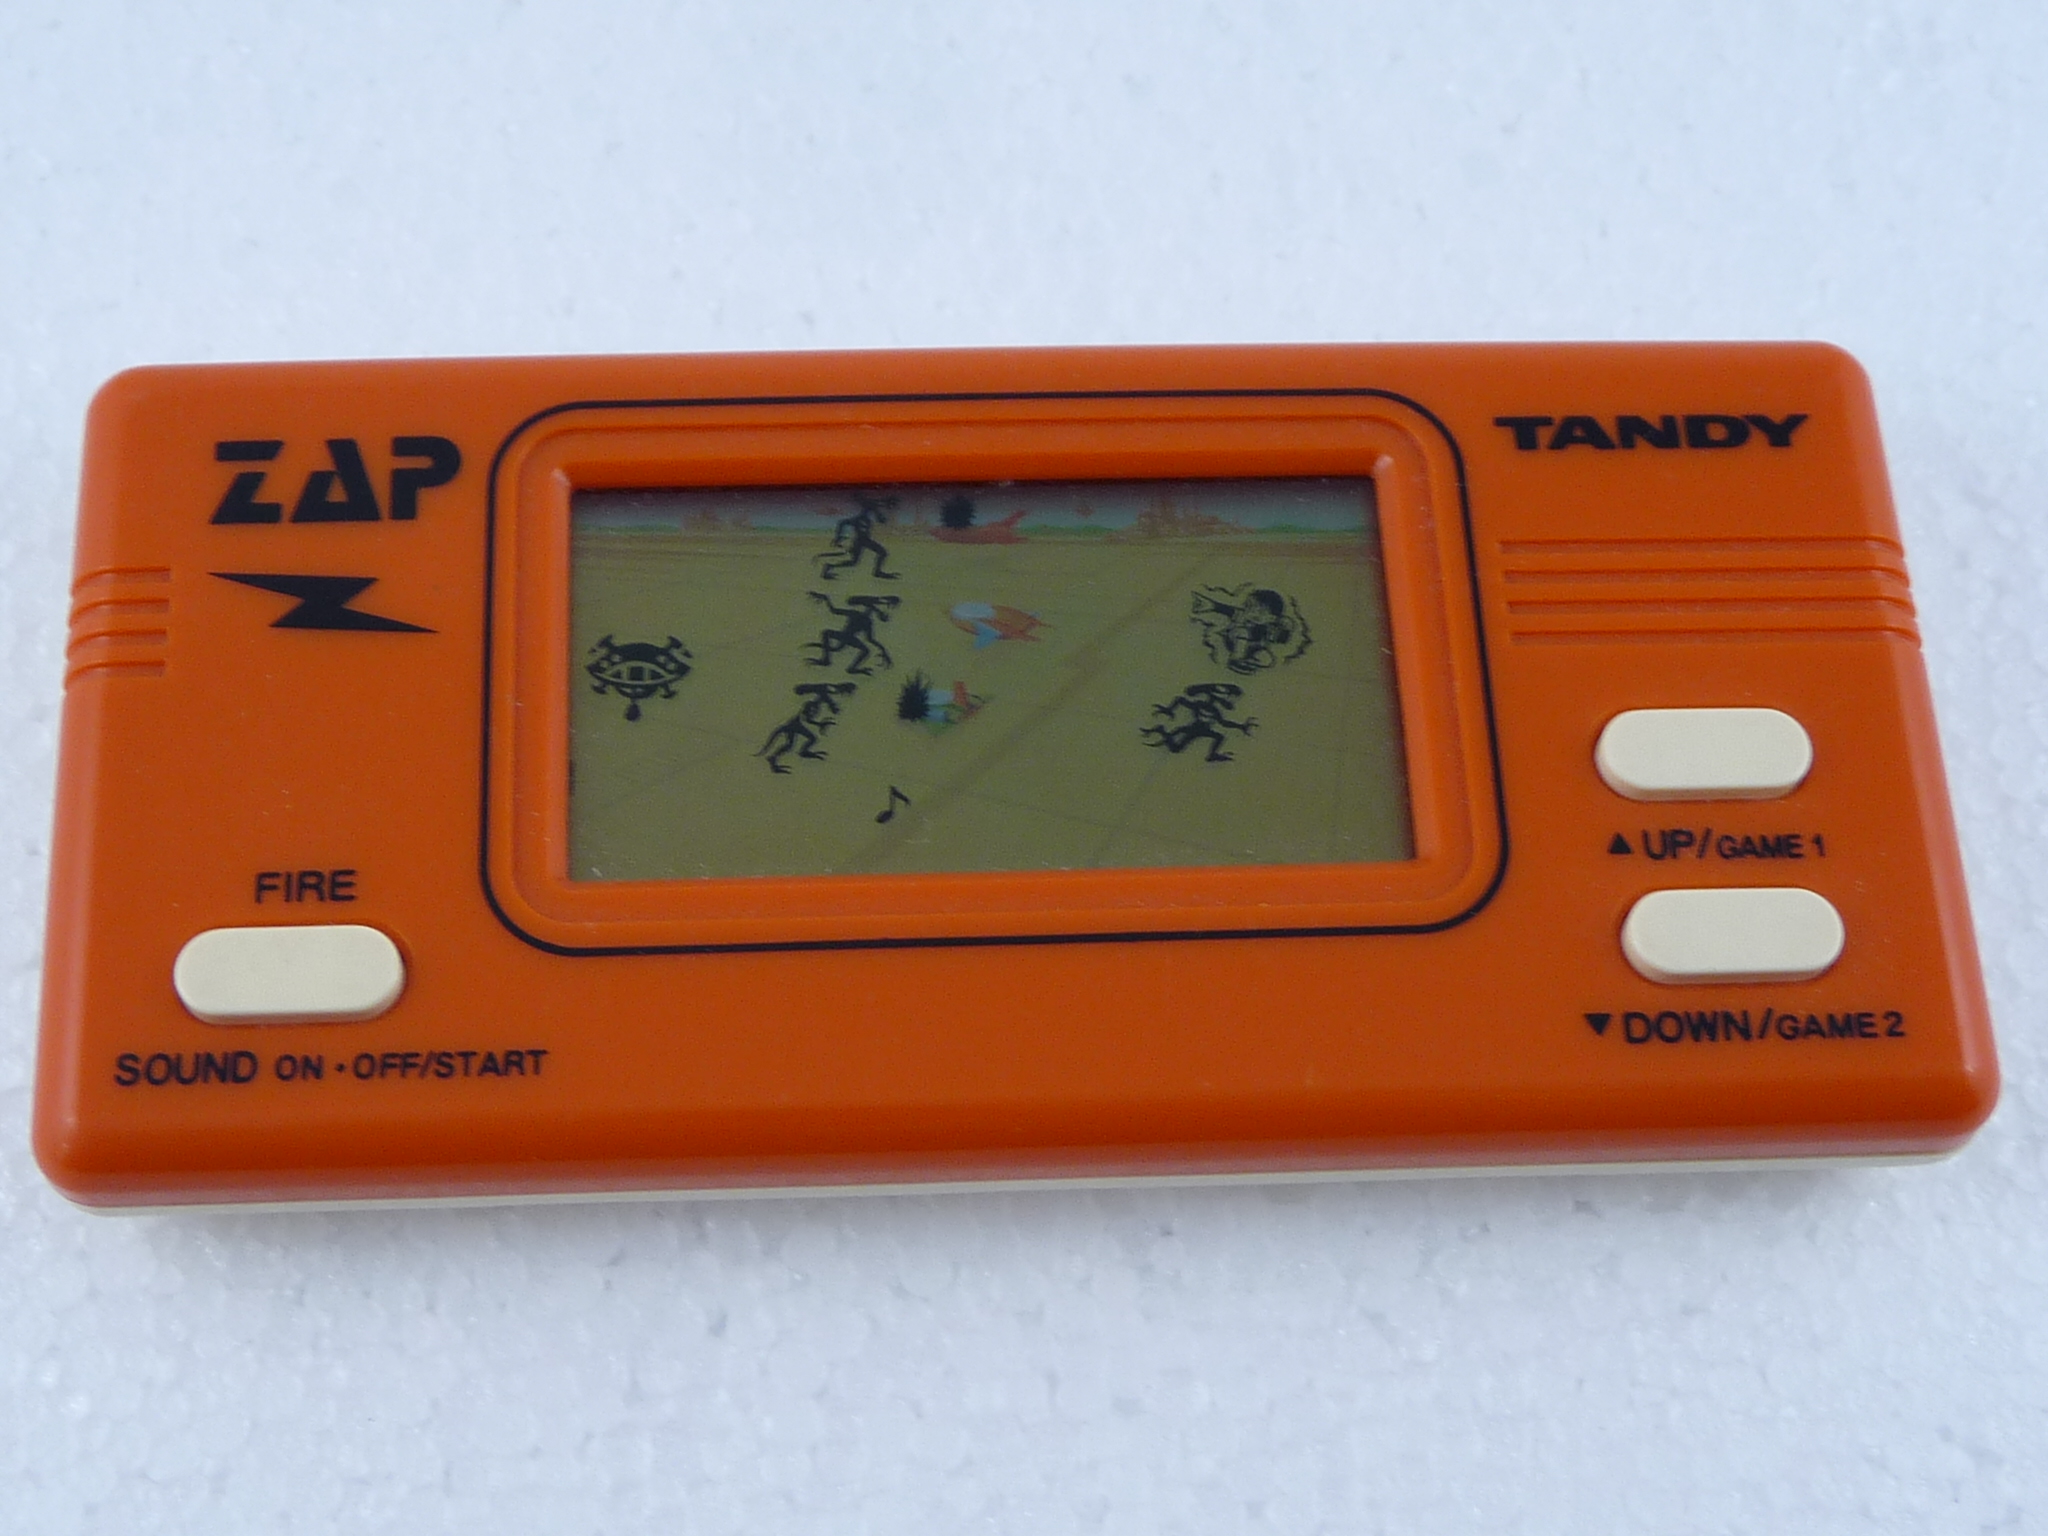 ZAP
TANDY
FIRE
SOUND ON • OFF/START
▲ UP/GAME 1
▼ DOWN/GAME 2